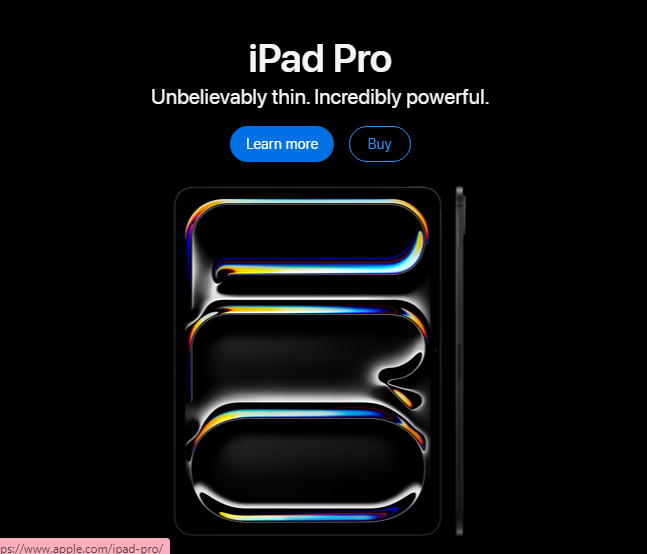 iPad Pro
Unbelievably thin. Incredibly powerful.
Learn more
Buy
ps://www.apple.com/ipad-pro/